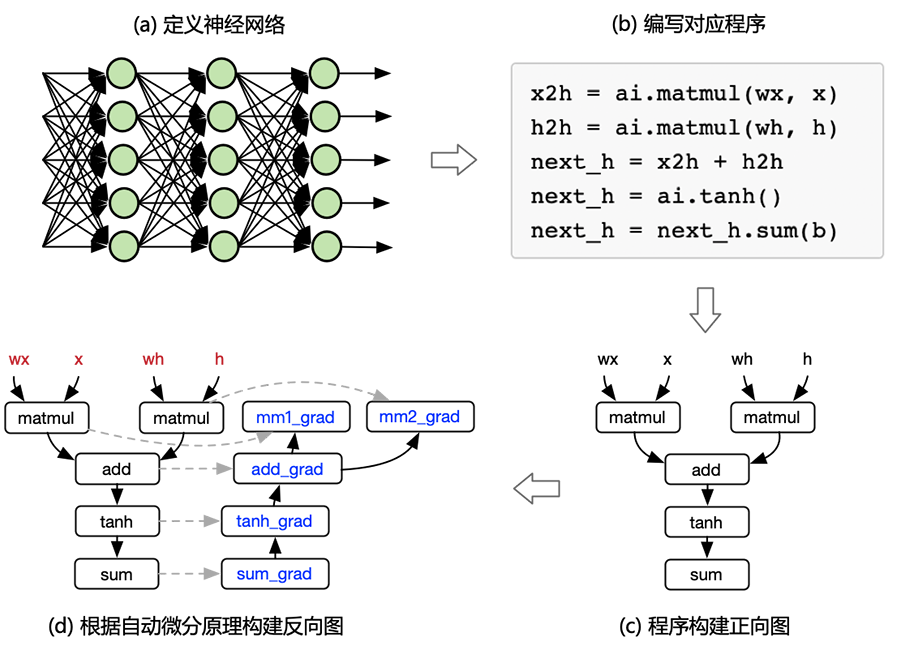 (a) 定义神经网络
(b) 编写对应程序
x2h = ai.matmul(wx, x)
h2h = ai.matmul(wh, h)
next_h = x2h + h2h
next_h = ai.tanh()
next_h = next_h.sum(b)
wx x wh h
matmul matmul mm1_grad mm2_grad
add add_grad
tanh tanh_grad
sum sum_grad
(d) 根据自动微分原理构建反向图
wx x wh h
matmul matmul
add
tanh
sum
(c) 程序构建正向图